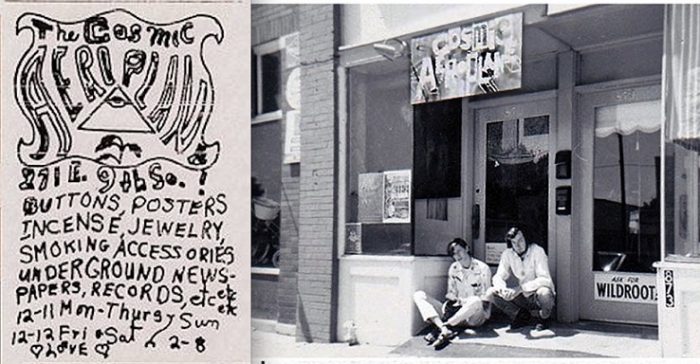 The Cosmic
AEROPLANE
271 E. 9th So. !
BUTTONS, POSTERS
INCENSE, JEWELRY,
SMOKING ACCESSORIES
UNDERGROUND NEWS-
PAPERS, RECORDS, etc etc etc
12-11 Mon-Thurs, Sun
12-12 Fri & Sat 2-8
♡ LOVE ♡
COSMIC
AEROPLANE
ASK FOR
WILDROOT